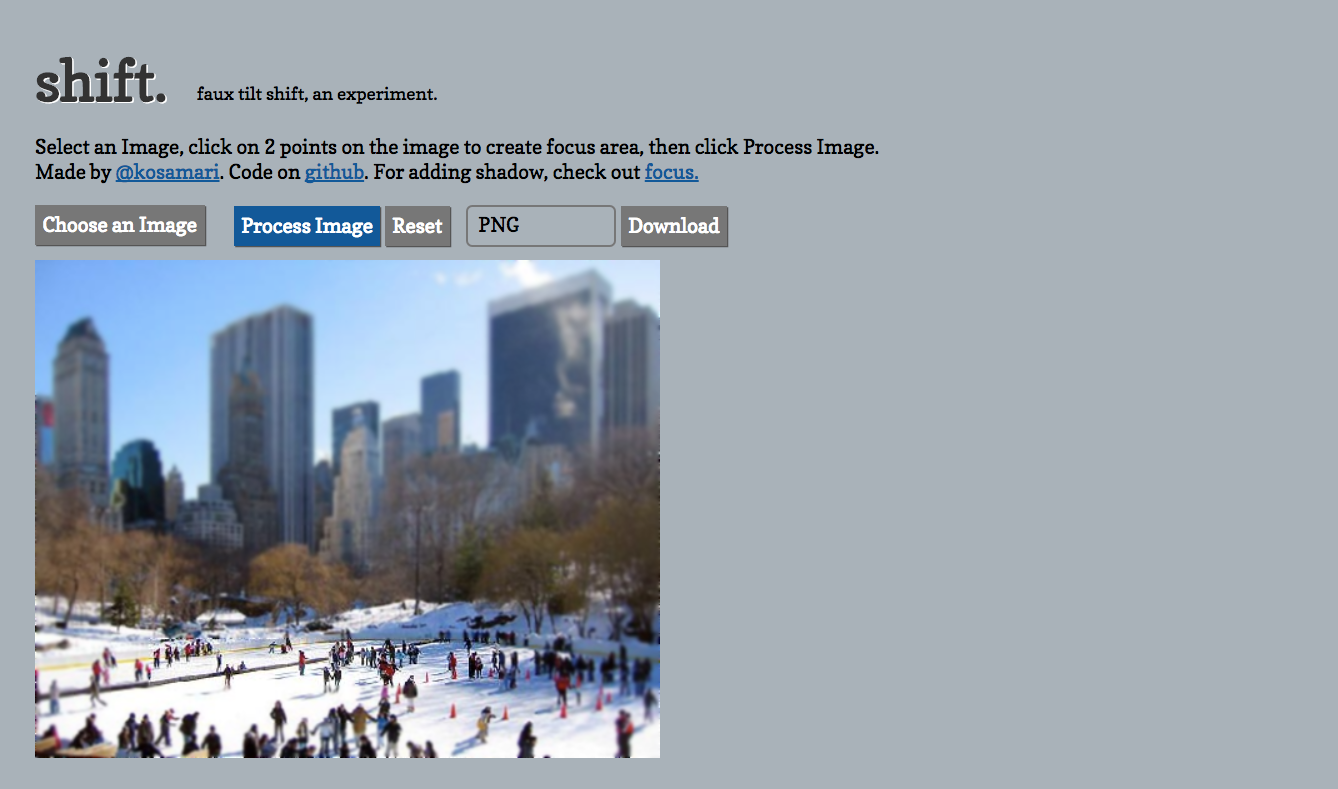 shift.
faux tilt shift, an experiment.
Select an Image, click on 2 points on the image to create focus area, then click Process Image.
Made by @kosamari. Code on github. For adding shadow, check out focus.
Choose an Image Process Image Reset PNG Download